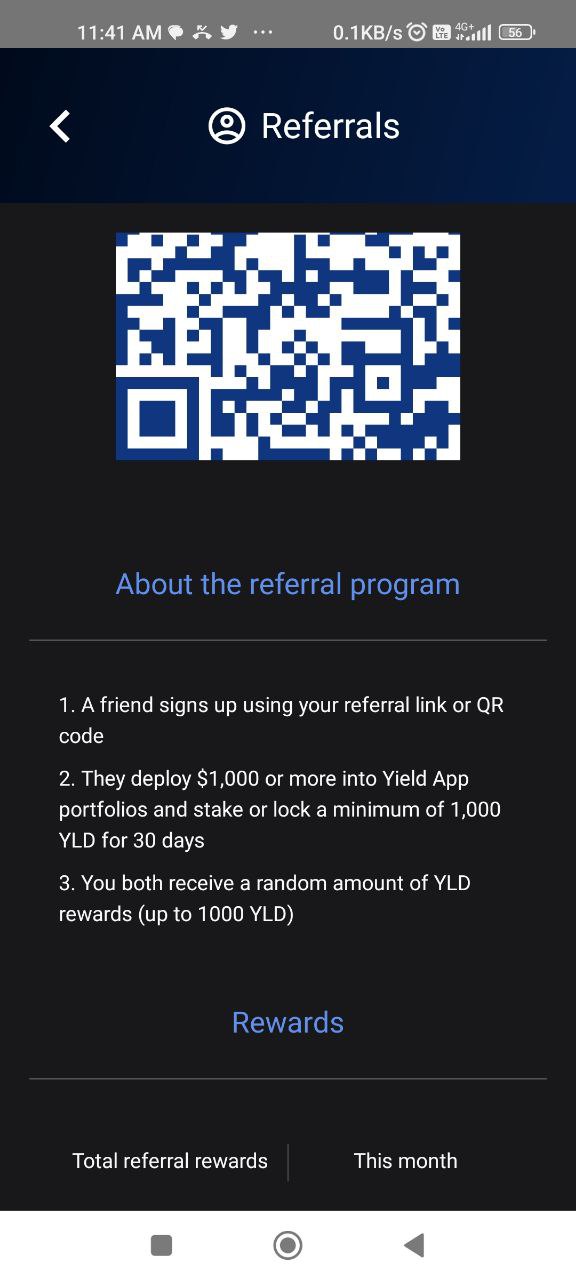 11:41 AM ... 0.1KB/s Vo LTE 4G+ 56
Referrals
About the referral program
1. A friend signs up using your referral link or QR
code
2. They deploy $1,000 or more into Yield App
portfolios and stake or lock a minimum of 1,000
YLD for 30 days
3. You both receive a random amount of YLD
rewards (up to 1000 YLD)
Rewards
Total referral rewards
This month